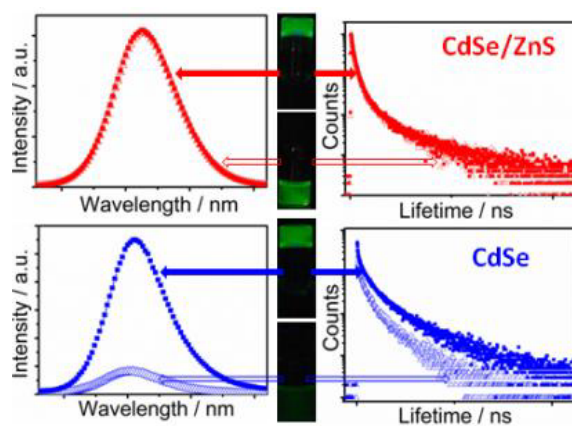 Intensity / a.u.
Wavelength / nm
CdSe/ZnS
Counts
Lifetime / ns
Intensity / a.u.
Wavelength / nm
CdSe
Counts
Lifetime / ns